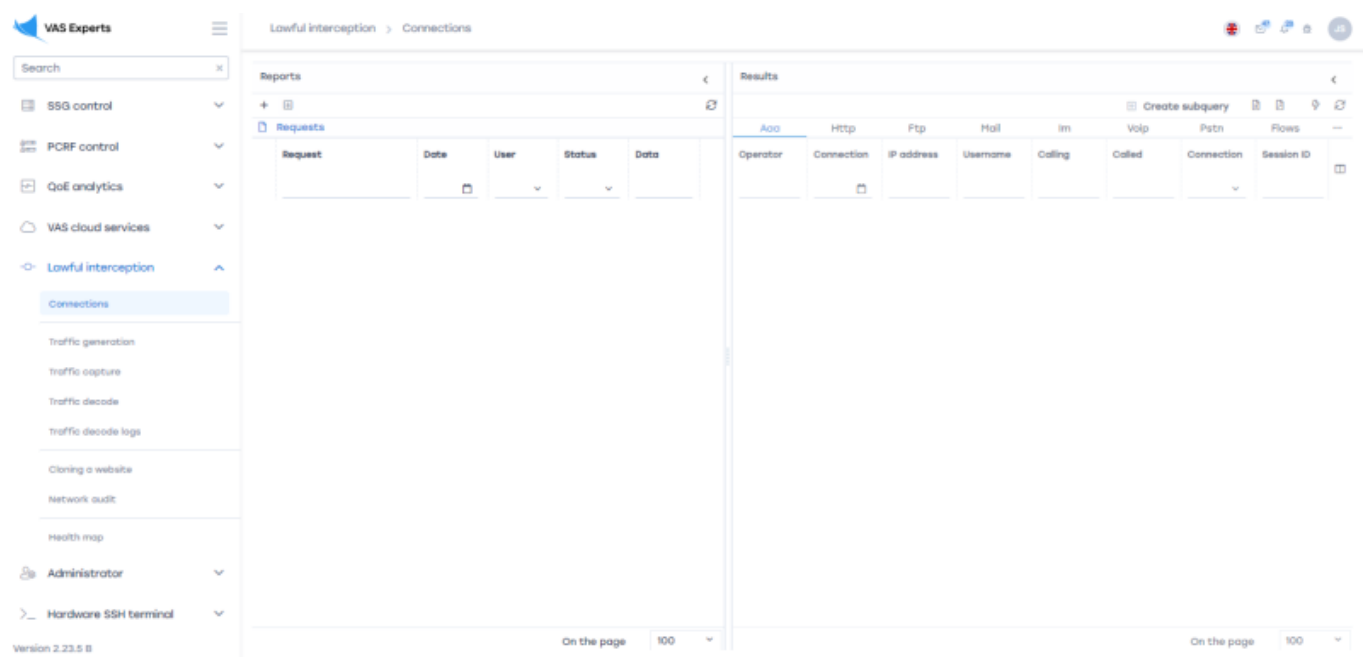 VAS Experts
Lawful interception > Connections
JS
Search
Reports
Results
SSG control
Create subquery
Requests
Aaa Http Ftp Mail Im Voip Pstn Flows
PCRF control
Request Date User Status Data
Operator Connection IP address Username Calling Called Connection Session ID
QoE analytics
VAS cloud services
Lawful interception
Connections
Traffic generation
Traffic capture
Traffic decode
Traffic decode logs
Cloning a website
Network audit
Health map
Administrator
Hardware SSH terminal
On the page 100
On the page 100
Version 2.23.5 B